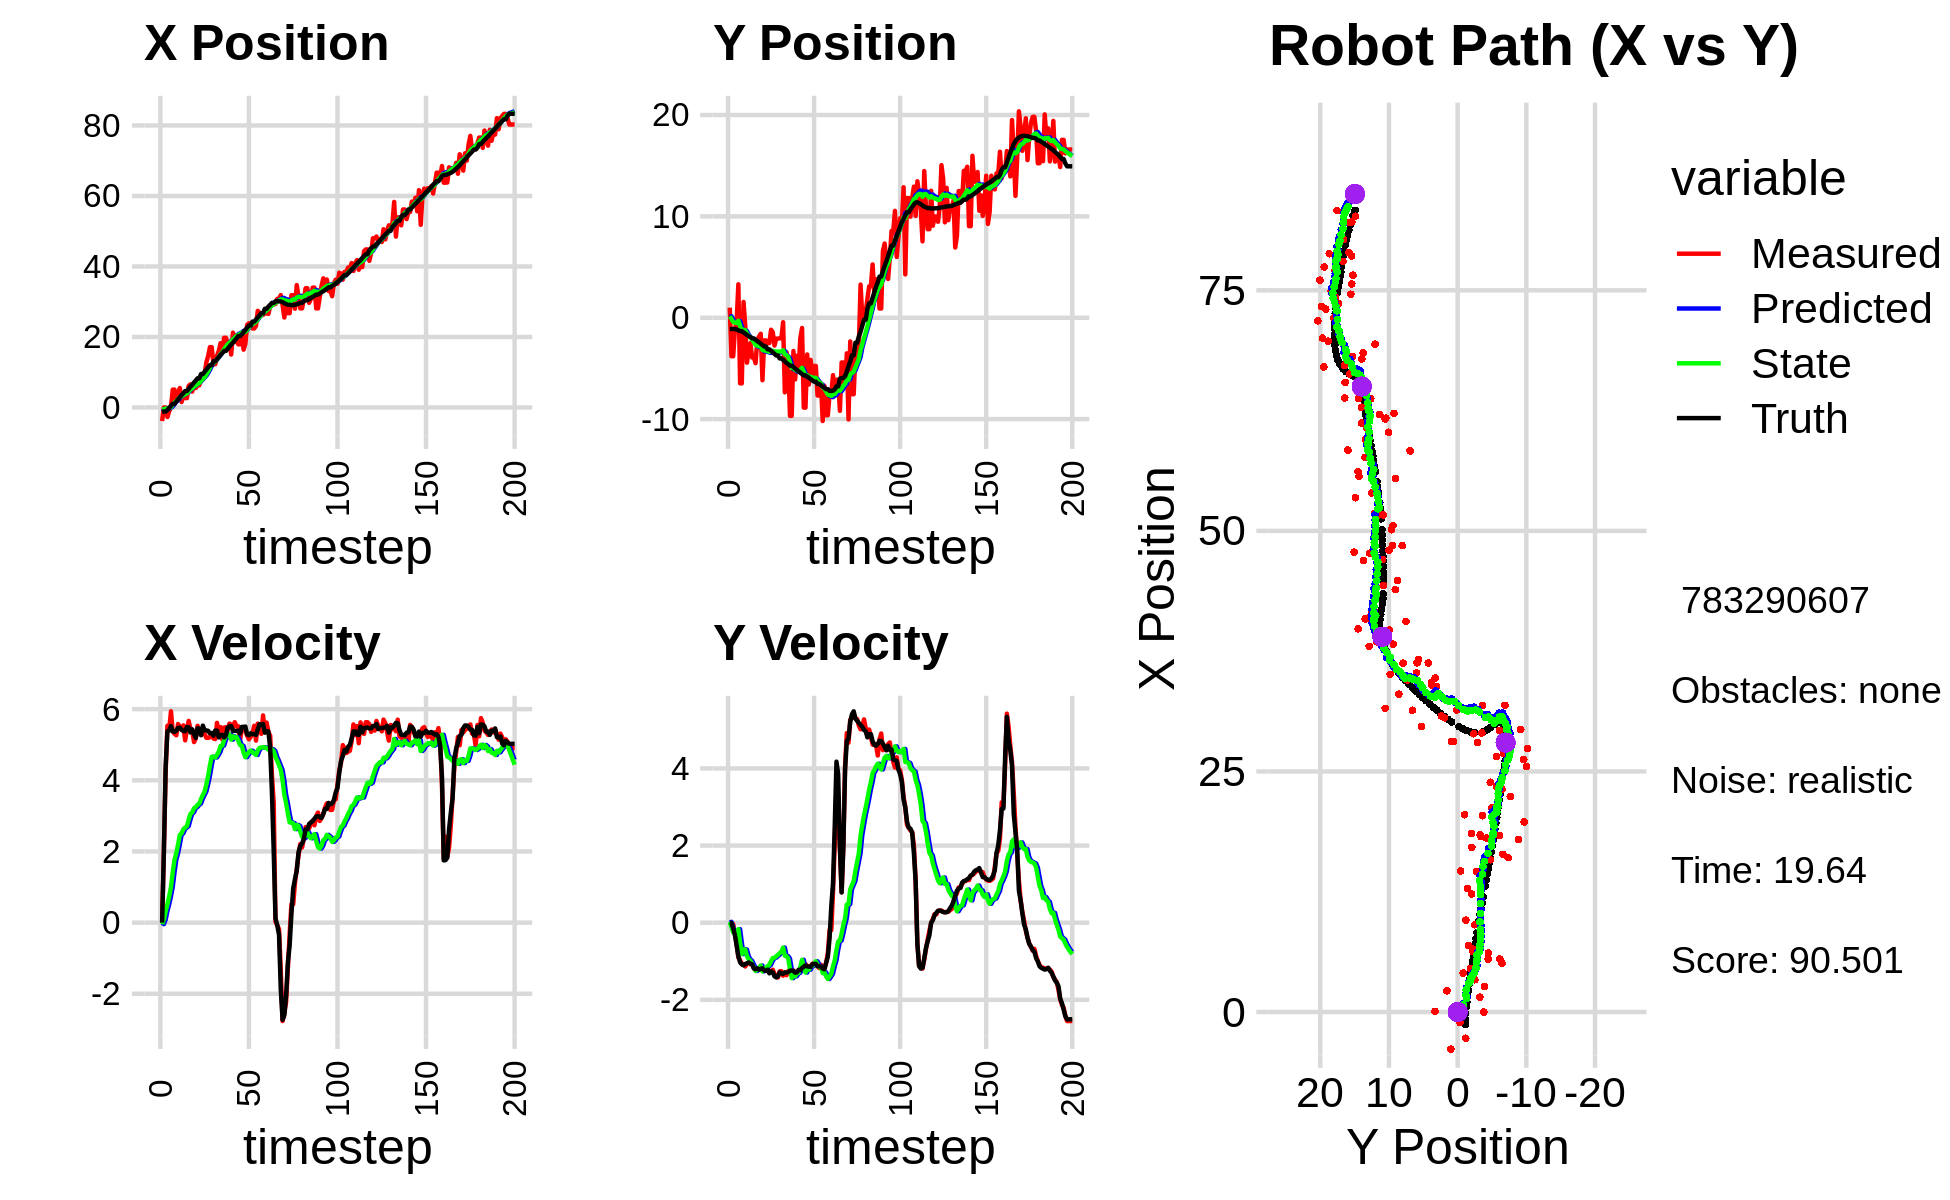 X Position
80
60
40
20
0
0
50
100
150
200
timestep
Y Position
20
10
0
-10
0
50
100
150
200
timestep
X Velocity
6
4
2
0
-2
0
50
100
150
200
timestep
Y Velocity
4
2
0
-2
0
50
100
150
200
timestep
Robot Path (X vs Y)
X Position
75
50
25
0
20 10 0 -10 -20
Y Position
variable
Measured
Predicted
State
Truth
783290607
Obstacles: none
Noise: realistic
Time: 19.64
Score: 90.501